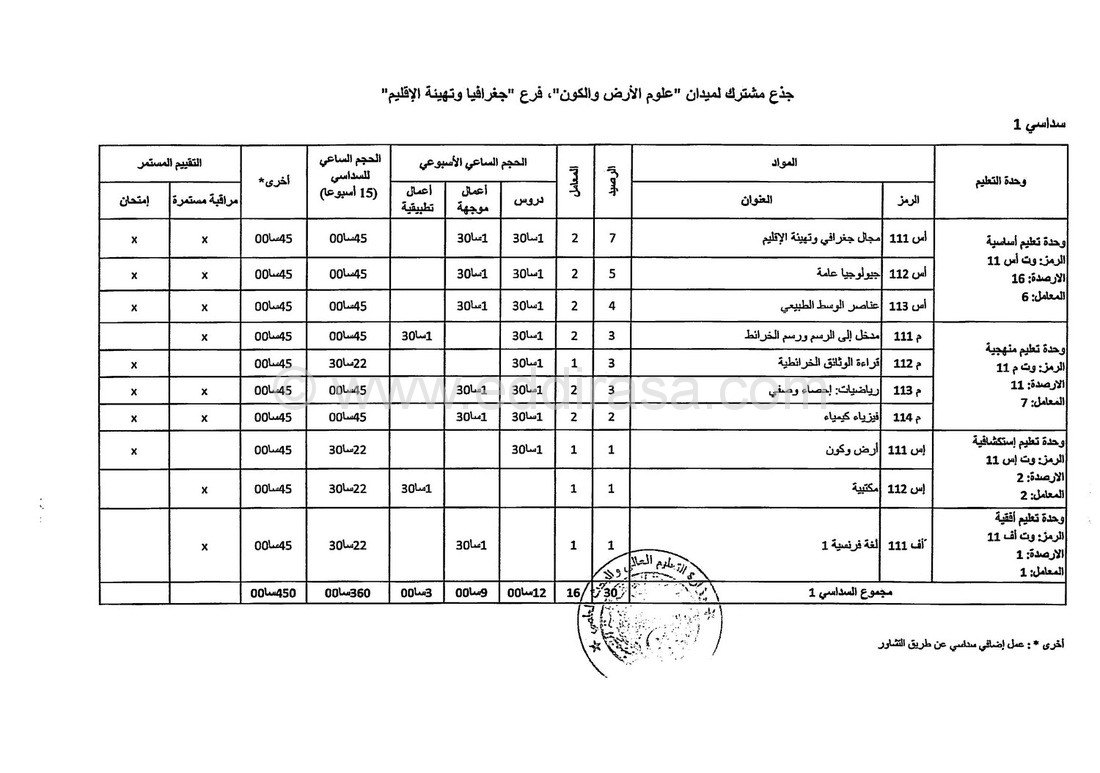 جذع مشترك لميدان "علوم الأرض والكون"، فرع "جغرافيا وتهيئة الإقليم"
سداسي 1
وحدة التعليم المواد الرصيد المعامل الحجم الساعي الأسبوعي الحجم الساعي للسداسي (15 أسبوعا) أخرى* التقييم المستمر
الرمز العنوان دروس أعمال موجهة أعمال تطبيقية مراقبة مستمرة إمتحان
وحدة تعليم أساسية
الرمز: وت أس 11
الارصدة: 16
المعامل: 6
أس 111 مجال جغرافي وتهيئة الإقليم 7 2 1سا30 1سا30 45سا00 45سا00 x x
أس 112 جيولوجيا عامة 5 2 1سا30 1سا30 45سا00 45سا00 x x
أس 113 عناصر الوسط الطبيعي 4 2 1سا30 1سا30 45سا00 45سا00 x x
وحدة تعليم منهجية
الرمز: وت م 11
الارصدة: 11
المعامل: 7
م 111 مدخل إلى الرسم ورسم الخرائط 3 2 1سا30 1سا30 45سا00 45سا00 x
م 112 قراءة الوثائق الخرائطية 3 1 1سا30 22سا30 45سا00 x
م 113 رياضيات: إحصاء وصفي 3 2 1سا30 1سا30 45سا00 45سا00 x x
م 114 فيزياء كيمياء 2 2 1سا30 1سا30 45سا00 45سا00 x x
وحدة تعليم إستكشافية
الرمز: وت إس 11
الارصدة: 2
المعامل: 2
إس 111 أرض وكون 1 1 1سا30 22سا30 45سا00 x
إس 112 مكتبية 1 1 1سا30 22سا30 45سا00 x
وحدة تعليم أفقية
الرمز: وت أف 11
الارصدة: 1
المعامل: 1
أف 111 لغة فرنسية 1 1 1 1سا30 22سا30 45سا00 x
مجموع السداسي 1 30 16 12سا00 9سا00 3سا00 360سا00 450سا00
أخرى * : عمل إضافي سداسي عن طريق التشاور
© www.eddirasa.com